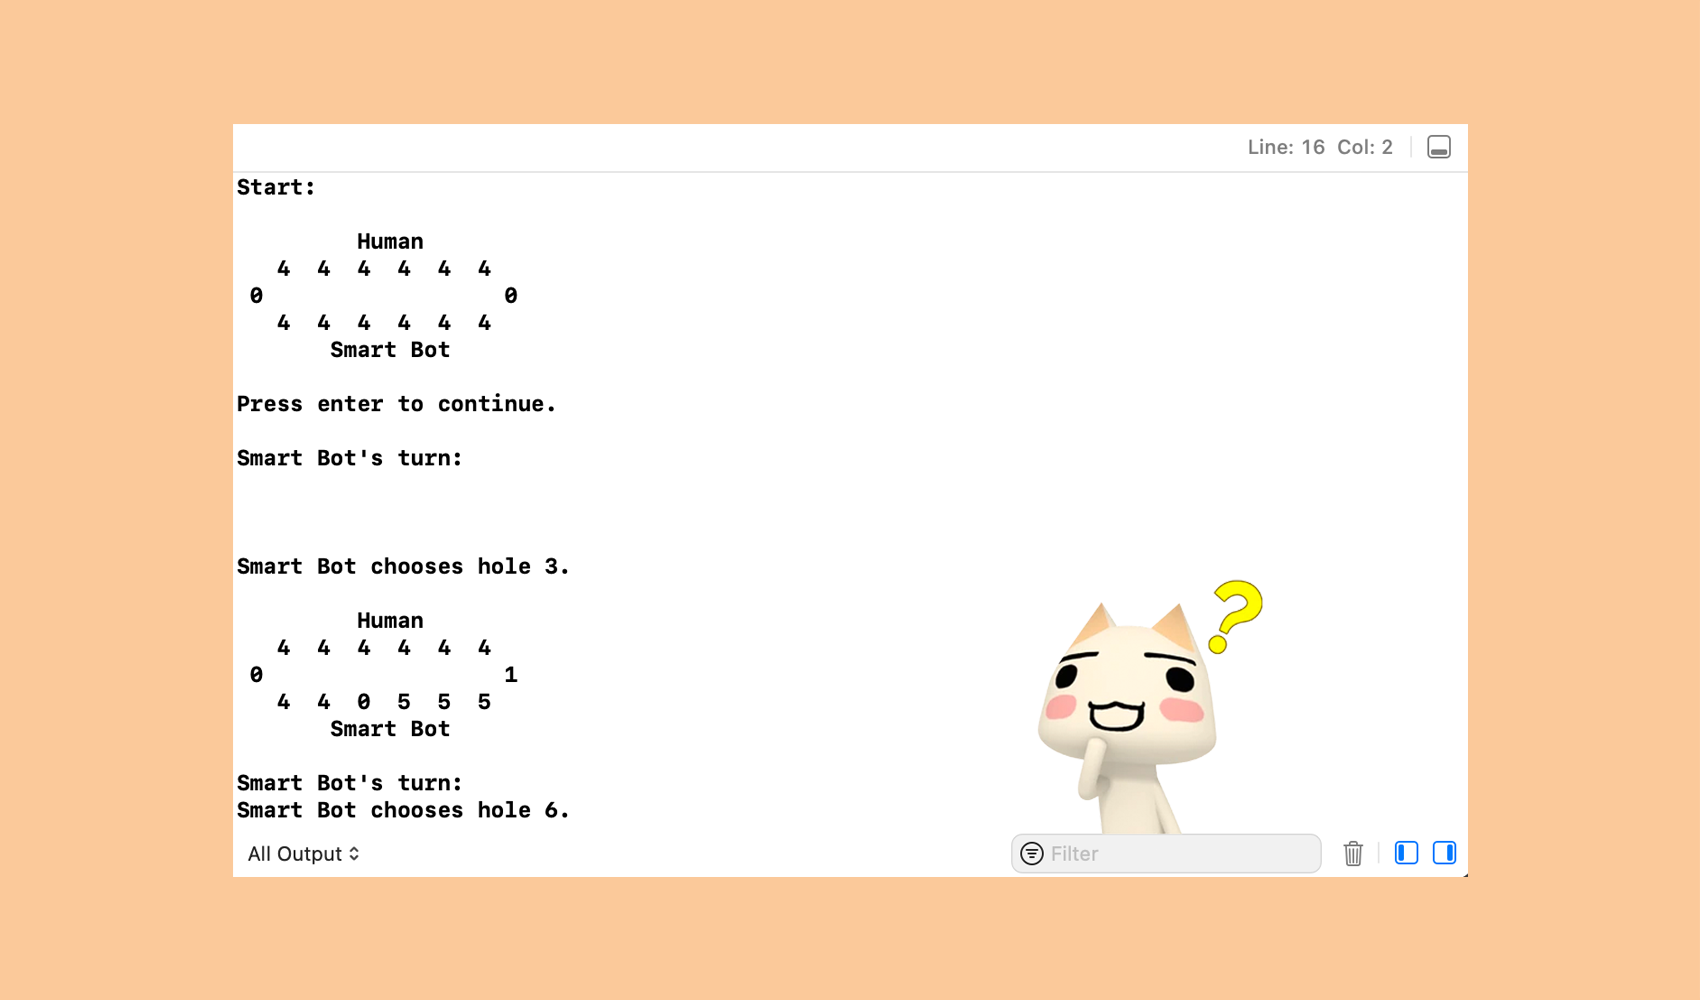 Line: 16 Col: 2
Start:
Human
4 4 4 4 4 4
0 0
4 4 4 4 4 4
Smart Bot
Press enter to continue.
Smart Bot's turn:
Smart Bot chooses hole 3.
Human
4 4 4 4 4 4
0 1
4 4 0 5 5 5
Smart Bot
Smart Bot's turn:
Smart Bot chooses hole 6.
?
All Output
Filter